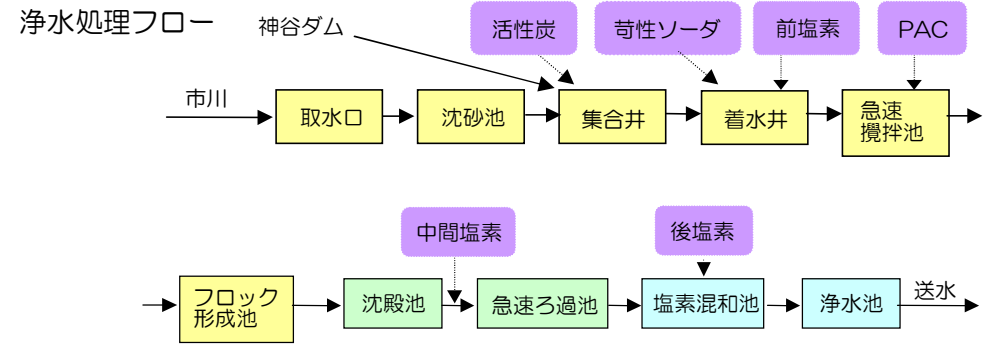 浄水処理フロー
神谷ダム
活性炭
苛性ソーダ
前塩素
PAC
市川
取水口
沈砂池
集合井
着水井
急速
攪拌池
中間塩素
後塩素
フロック
形成池
沈殿池
急速ろ過池
塩素混和池
浄水池
送水